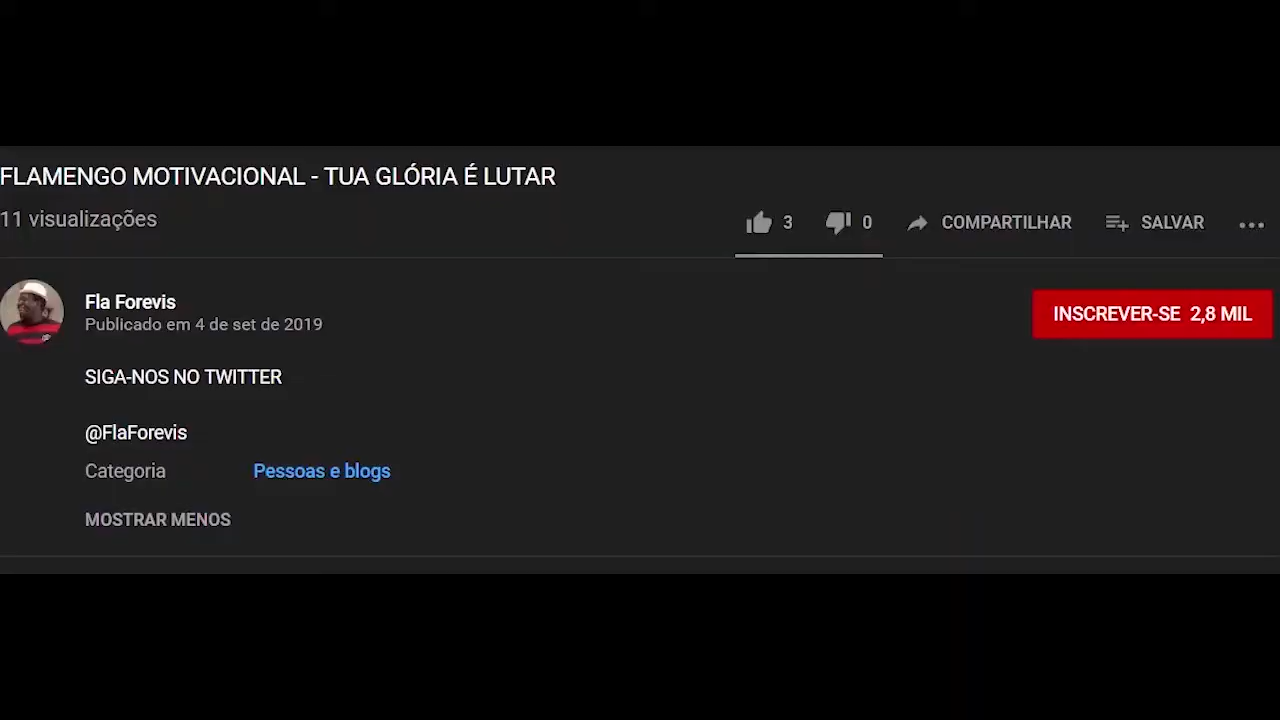 FLAMENGO MOTIVACIONAL - TUA GLÓRIA É LUTAR
11 visualizações
3 0 COMPARTILHAR SALVAR
Fla Forevis
Publicado em 4 de set de 2019
INSCREVER-SE 2,8 MIL
SIGA-NOS NO TWITTER
@FlaForevis
Categoria Pessoas e blogs
MOSTRAR MENOS